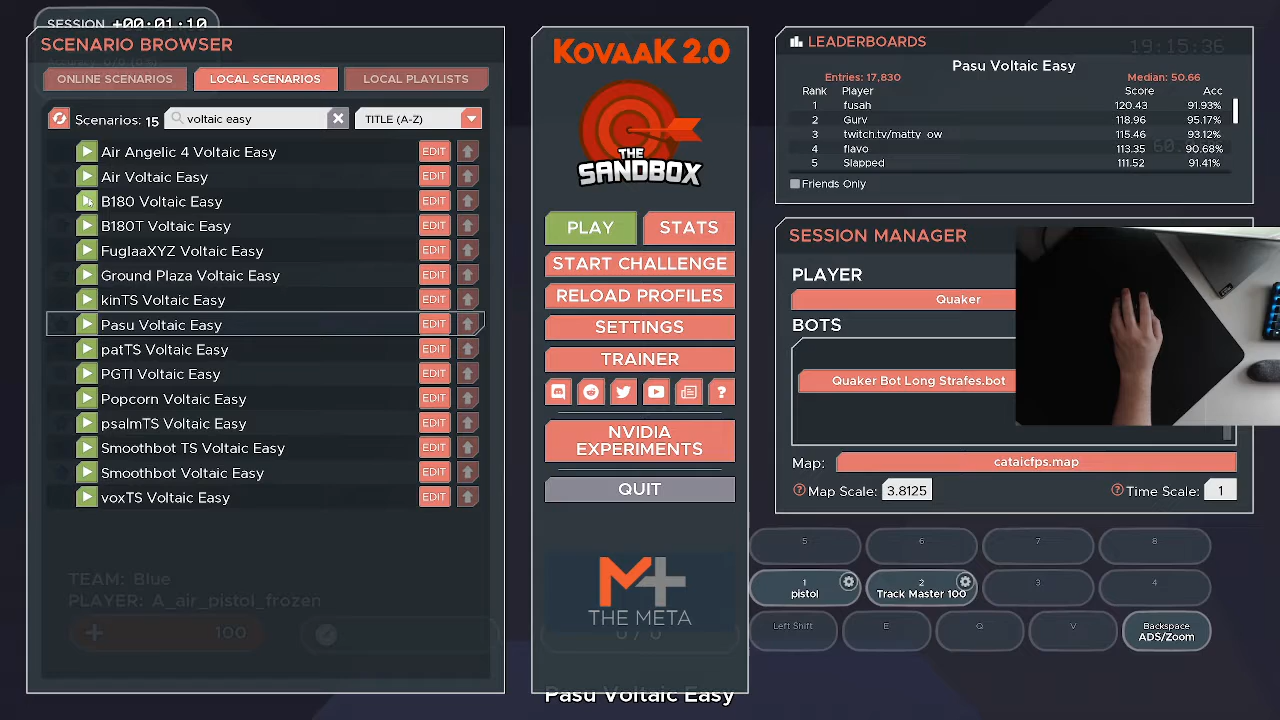 SESSION +00:01:10
SCENARIO BROWSER
ONLINE SCENARIOS
LOCAL SCENARIOS
LOCAL PLAYLISTS
Scenarios: 15
voltaic easy
TITLE (A-Z)
Air Angelic 4 Voltaic Easy EDIT
Air Voltaic Easy EDIT
B180 Voltaic Easy EDIT
B180T Voltaic Easy EDIT
FuglaaXYZ Voltaic Easy EDIT
Ground Plaza Voltaic Easy EDIT
kinTS Voltaic Easy EDIT
Pasu Voltaic Easy EDIT
patTS Voltaic Easy EDIT
PGTI Voltaic Easy EDIT
Popcorn Voltaic Easy EDIT
psalmTS Voltaic Easy EDIT
Smoothbot TS Voltaic Easy EDIT
Smoothbot Voltaic Easy EDIT
voxTS Voltaic Easy EDIT
TEAM: Blue
PLAYER: A_air_pistol_frozen
100
KovaaK 2.0
THE
SANDBOX
PLAY
STATS
START CHALLENGE
RELOAD PROFILES
SETTINGS
TRAINER
?
NVIDIA
EXPERIMENTS
QUIT
M+
THE META
0 / 0
Pasu Voltaic Easy
LEADERBOARDS
19:15:36
Pasu Voltaic Easy
Entries: 17,830
Median: 50.66
Rank Player Score Acc
1 fusah 120.43 91.93%
2 Gurv 118.96 95.17%
3 twitch.tv/matty_ow 115.46 93.12%
4 flavo 113.35 90.68%
5 Slapped 111.52 91.41%
Friends Only
SESSION MANAGER
PLAYER
Quaker
BOTS
Quaker Bot Long Strafes.bot
Map: cataicfps.map
? Map Scale: 3.8125
? Time Scale: 1
5 6 7 8
1 pistol
2 Track Master 100
3
4
Left Shift
E
Q
V
Backspace
ADS/Zoom